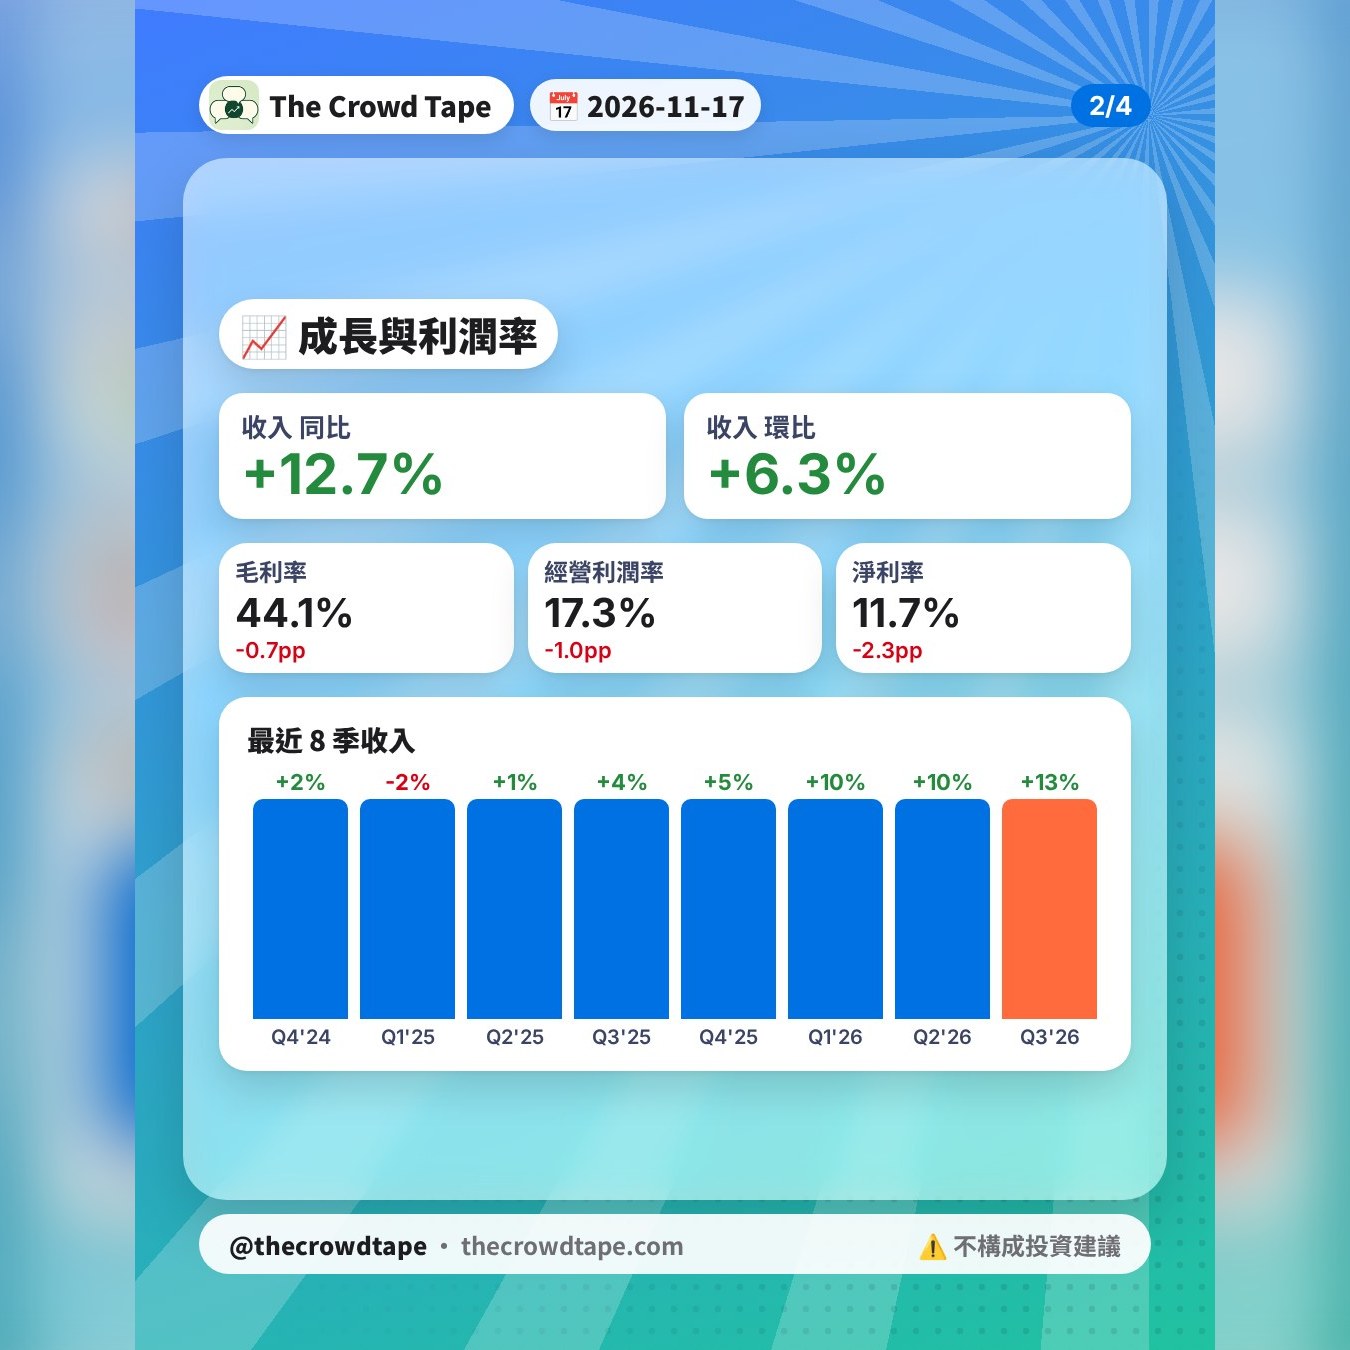 The Crowd Tape
July 17 2026-11-17
2/4
成長與利潤率
收入 同比
+12.7%
收入 環比
+6.3%
毛利率
44.1%
-0.7pp
經營利潤率
17.3%
-1.0pp
淨利率
11.7%
-2.3pp
最近 8 季收入
+2% -2% +1% +4% +5% +10% +10% +13%
Q4'24 Q1'25 Q2'25 Q3'25 Q4'25 Q1'26 Q2'26 Q3'26
@thecrowdtape · thecrowdtape.com
不構成投資建議